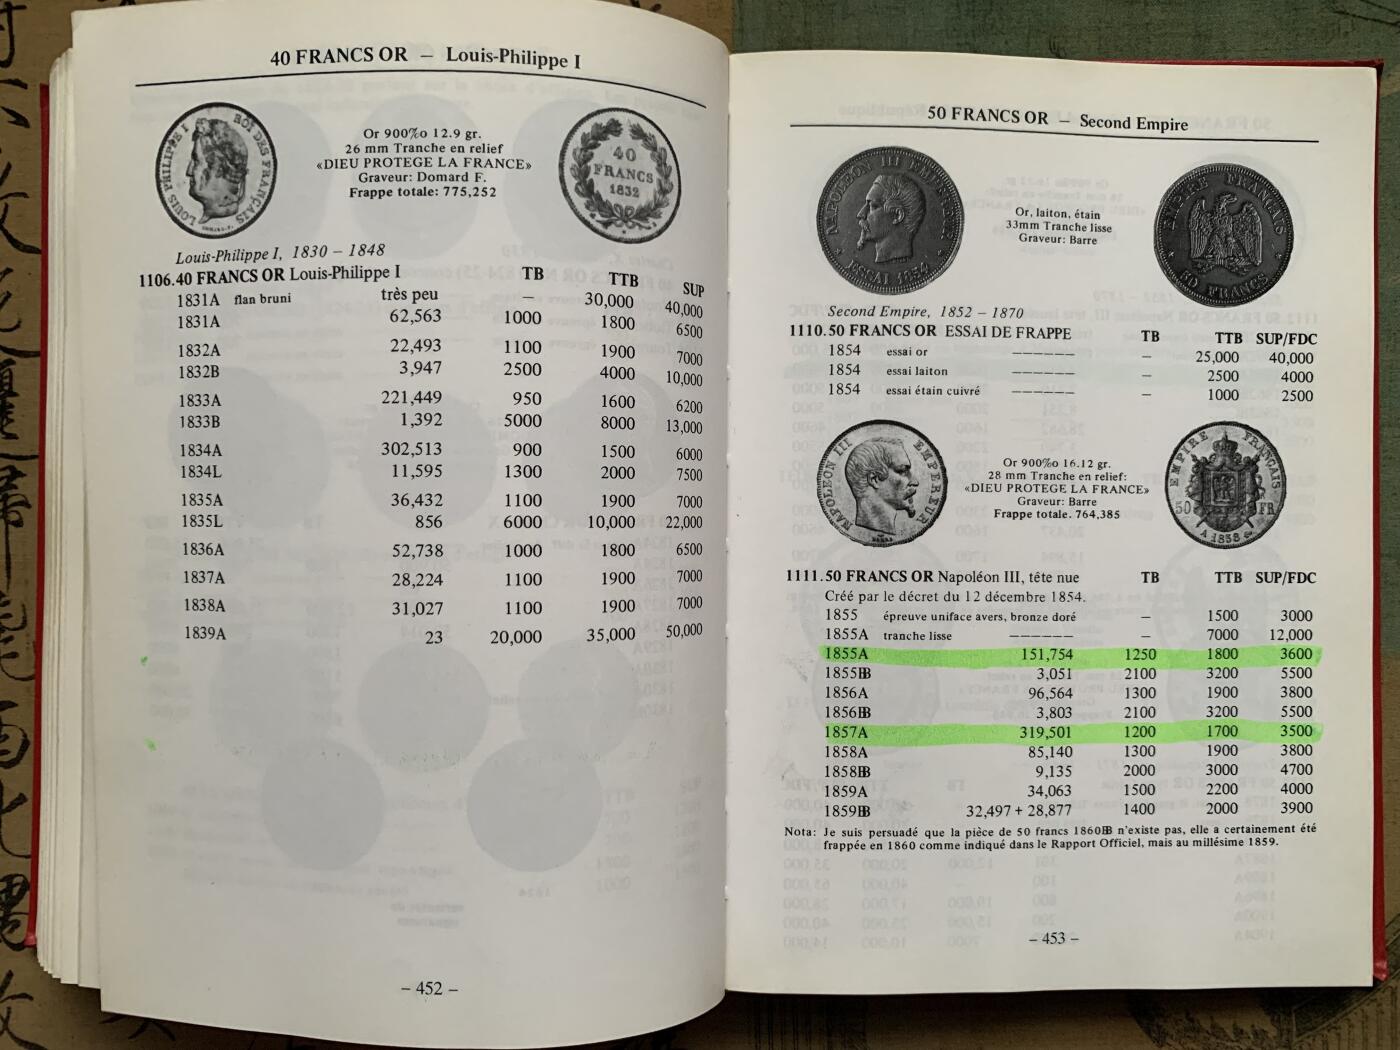 40 FRANCS OR – Louis-Philippe I
LOUIS PHILIPPE I ROI DES FRANÇAIS
Or 900‰ 12.9 gr.
26 mm Tranche en relief
«DIEU PROTEGE LA FRANCE»
Graveur: Domard F.
Frappe totale: 775,252
40
FRANCS
1832
Louis-Philippe I, 1830 – 1848
1106.40 FRANCS OR Louis-Philippe I TB TTB SUP
1831A flan bruni très peu – 30,000 40,000
1831A 62,563 1000 1800 6500
1832A 22,493 1100 1900 7000
1832B 3,947 2500 4000 10,000
1833A 221,449 950 1600 6200
1833B 1,392 5000 8000 13,000
1834A 302,513 900 1500 6000
1834L 11,595 1300 2000 7500
1835A 36,432 1100 1900 7000
1835L 856 6000 10,000 22,000
1836A 52,738 1000 1800 6500
1837A 28,224 1100 1900 7000
1838A 31,027 1100 1900 7000
1839A 23 20,000 35,000 50,000
– 452 –
50 FRANCS OR – Second Empire
NAPOLEON III EMPEREUR
ESSAI 1854
Or, laiton, étain
33mm Tranche lisse
Graveur: Barre
EMPIRE FRANÇAIS
50 FRANCS
Second Empire, 1852 – 1870
1110.50 FRANCS OR ESSAI DE FRAPPE TB TTB SUP/FDC
1854 essai or —————— – 25,000 40,000
1854 essai laiton —————— – 2500 4000
1854 essai étain cuivré —————— – 1000 2500
NAPOLEON III EMPEREUR
Or 900‰ 16.12 gr.
28 mm Tranche en relief:
«DIEU PROTEGE LA FRANCE»
Graveur: Barre
Frappe totale. 764,385
EMPIRE FRANÇAIS
50 FR
A 1858
1111.50 FRANCS OR Napoléon III, tête nue TB TTB SUP/FDC
Créé par le décret du 12 décembre 1854.
1855 épreuve uniface avers, bronze doré – 1500 3000
1855A tranche lisse —————— – 7000 12,000
1855A 151,754 1250 1800 3600
1855BB 3,051 2100 3200 5500
1856A 96,564 1300 1900 3800
1856BB 3,803 2100 3200 5500
1857A 319,501 1200 1700 3500
1858A 85,140 1300 1900 3800
1858BB 9,135 2000 3000 4700
1859A 34,063 1500 2200 4000
1859BB 32,497 + 28,877 1400 2000 3900
Nota: Je suis persuadé que la pièce de 50 francs 1860BB n'existe pas, elle a certainement été
frappée en 1860 comme indiqué dans le Rapport Officiel, mais au millésime 1859.
– 453 –